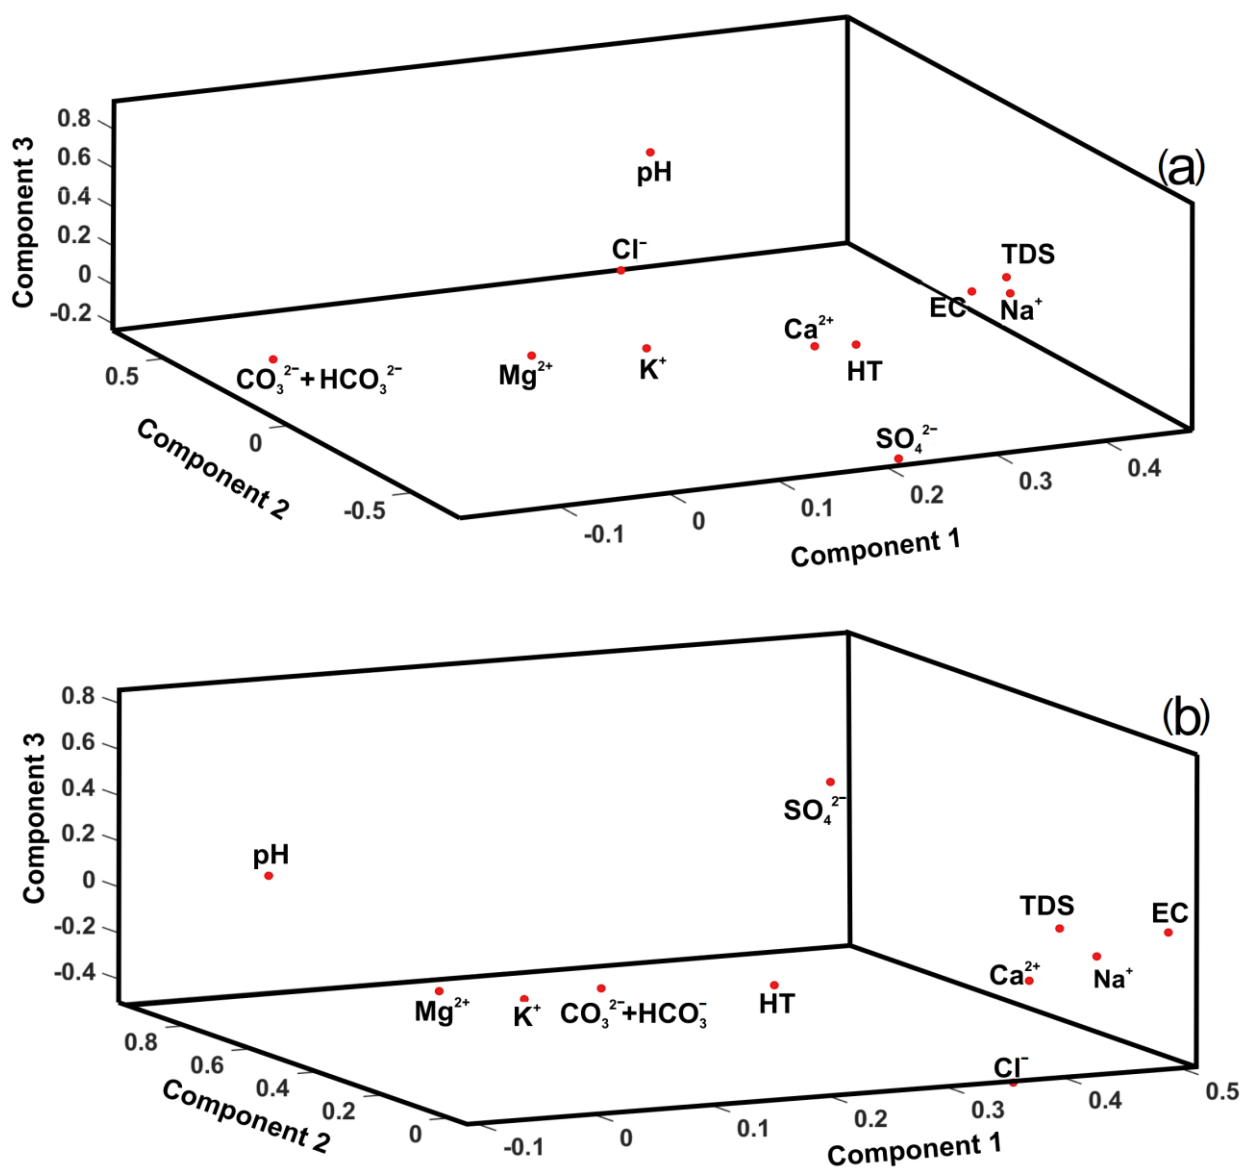 (a)
Component 3
0.8
0.6
0.4
0.2
0
-0.2
pH
Cl⁻
TDS
EC
Na⁺
Ca²⁺
HT
K⁺
Mg²⁺
CO₃²⁻+HCO₃²⁻
SO₄²⁻
0.5
0
-0.5
Component 2
-0.1
0
0.1
0.2
0.3
0.4
Component 1
(b)
Component 3
0.8
0.6
0.4
0.2
0
-0.2
-0.4
SO₄²⁻
pH
TDS
EC
Ca²⁺
Na⁺
Mg²⁺
K⁺
CO₃²⁻+HCO₃⁻
HT
Cl⁻
0.8
0.6
0.4
0.2
0
Component 2
-0.1
0
0.1
0.2
0.3
0.4
0.5
Component 1